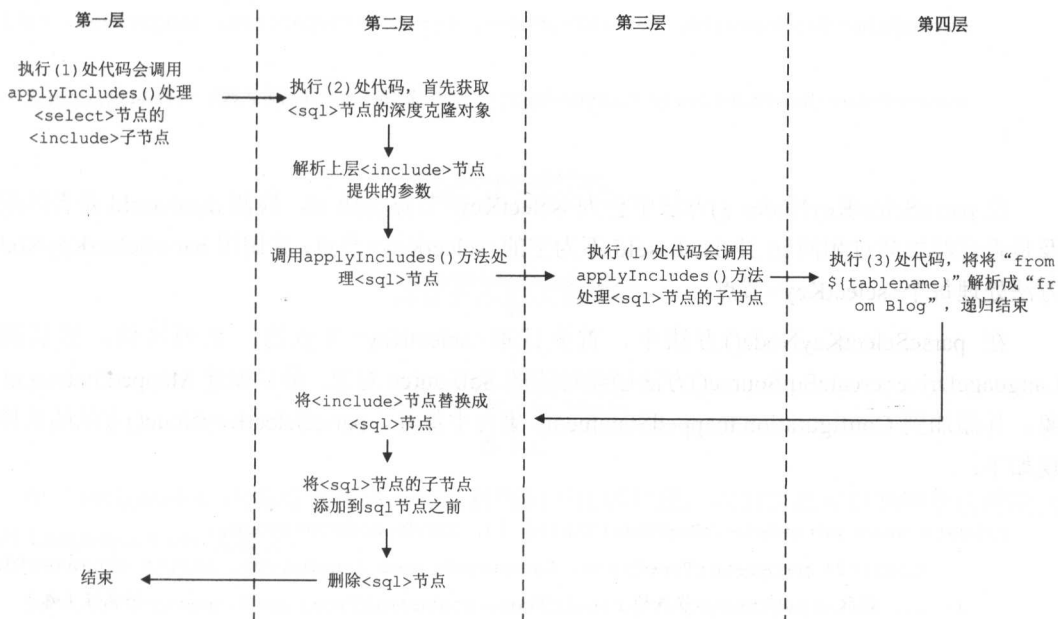 第一层
第二层
第三层
第四层
执行(1)处代码会调用
applyIncludes()处理
<select>节点的
<include>子节点
执行(2)处代码，首先获取
<sql>节点的深度克隆对象
解析上层<include>节点
提供的参数
调用applyIncludes()方法处
理<sql>节点
执行(1)处代码会调用
applyIncludes()方法
处理<sql>节点的子节点
执行(3)处代码，将将“from
${tablename}”解析成“fr
om Blog”，递归结束
将<include>节点替换成
<sql>节点
将<sql>节点的子节点
添加到sql节点之前
删除<sql>节点
结束